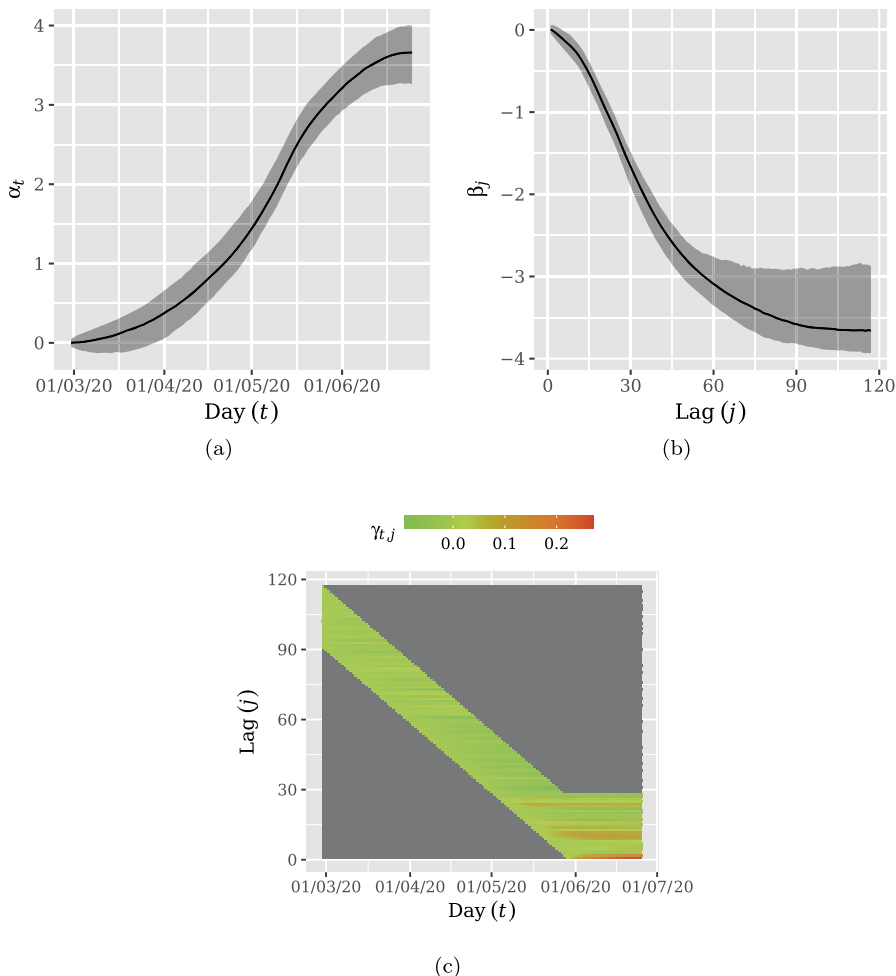 4
3
2
1
0
α_t
01/03/20 01/04/20 01/05/20 01/06/20
Day (t)
(a)
0
−1
−2
−3
−4
β_j
0 30 60 90 120
Lag (j)
(b)
γ_t,j
0.0 0.1 0.2
120
90
60
30
0
Lag (j)
01/03/20 01/04/20 01/05/20 01/06/20 01/07/20
Day (t)
(c)